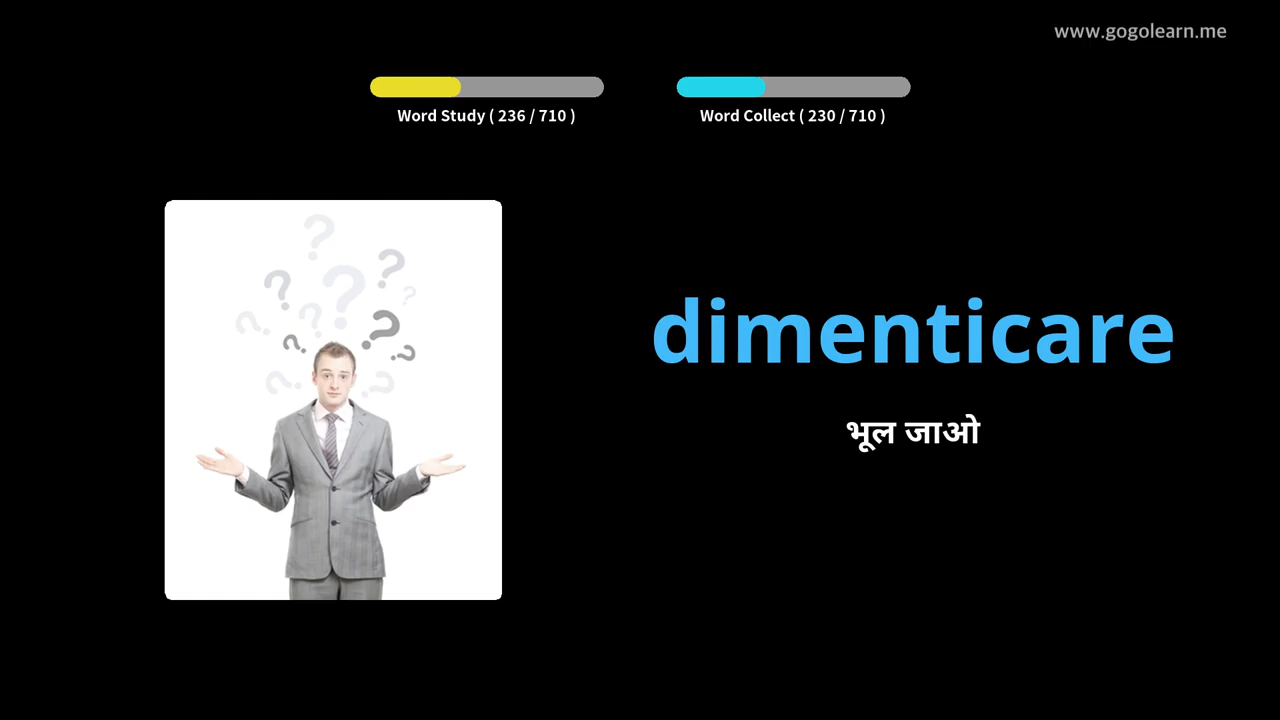 www.gogolearn.me
Word Study ( 236 / 710 )
Word Collect ( 230 / 710 )
dimenticare
भूल जाओ